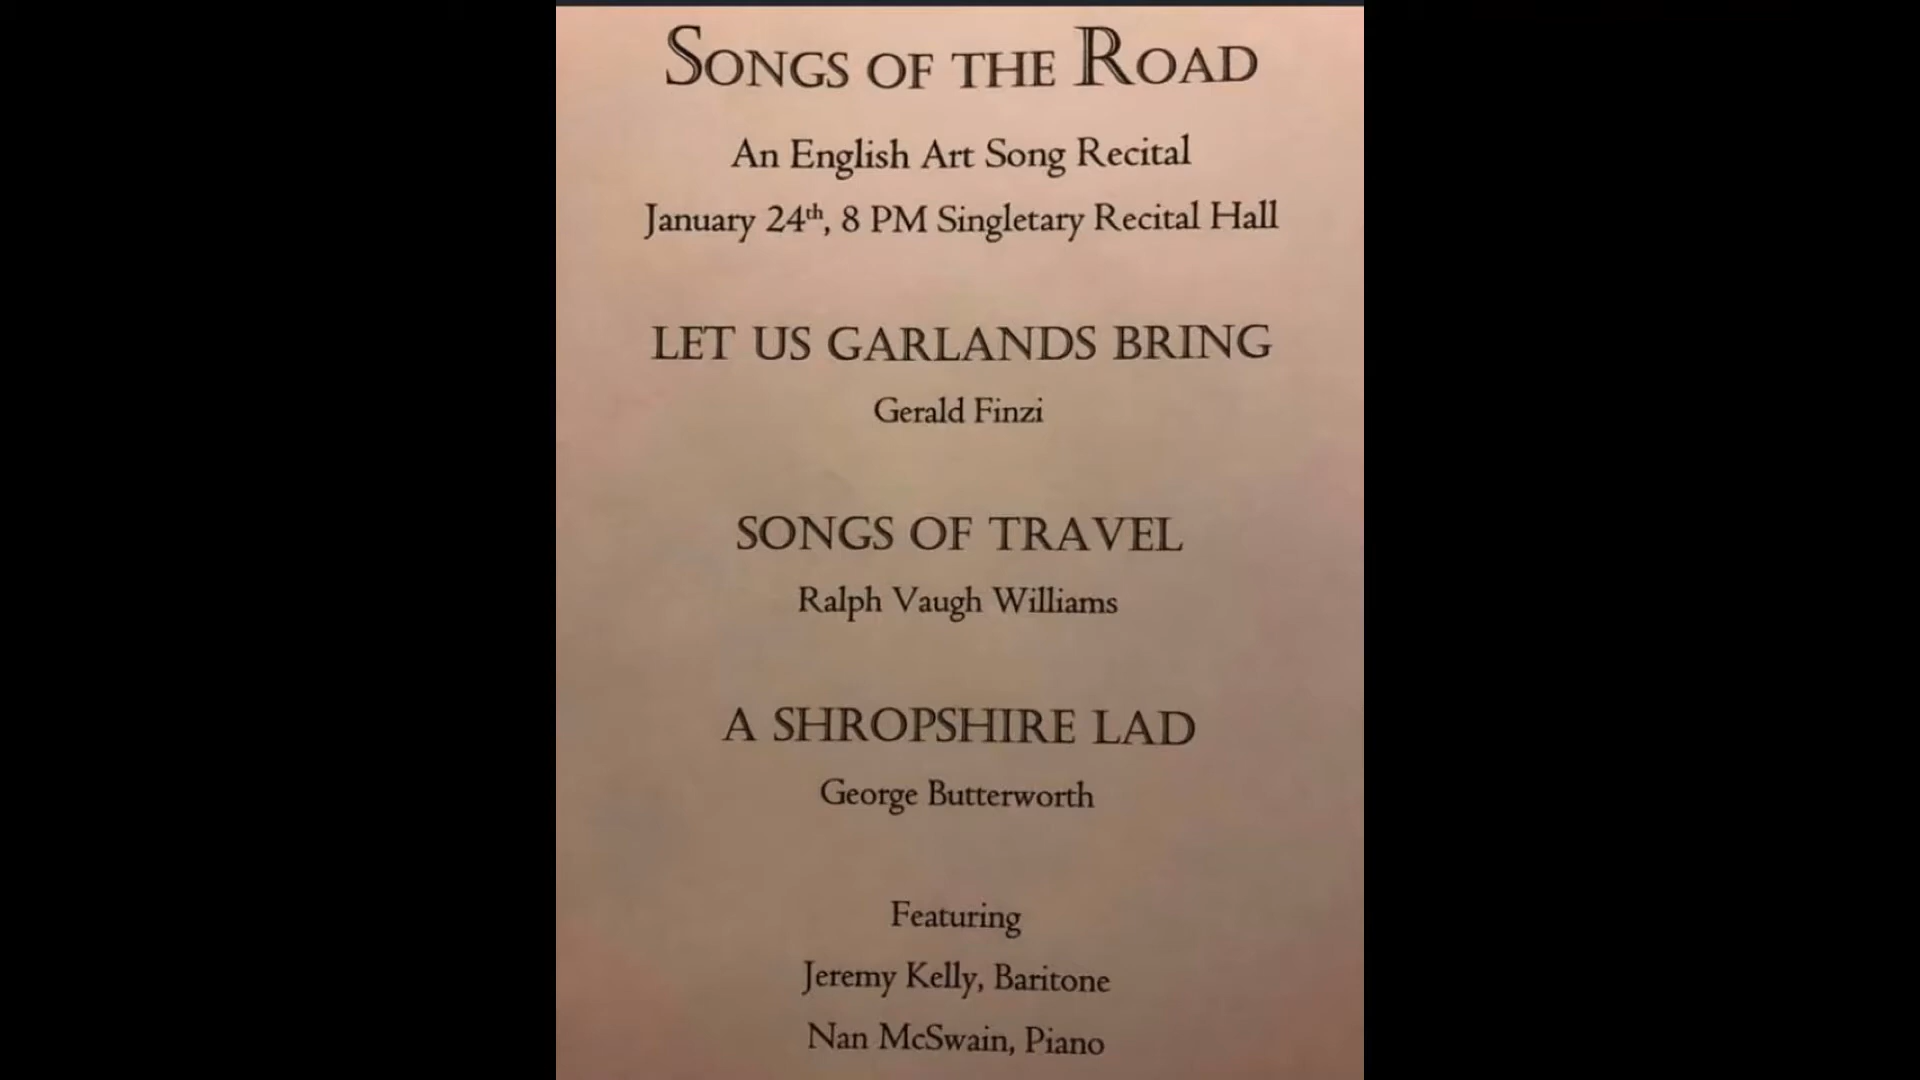 Songs of the Road
An English Art Song Recital
January 24th, 8 PM Singletary Recital Hall
LET US GARLANDS BRING
Gerald Finzi
SONGS OF TRAVEL
Ralph Vaugh Williams
A SHROPSHIRE LAD
George Butterworth
Featuring
Jeremy Kelly, Baritone
Nan McSwain, Piano